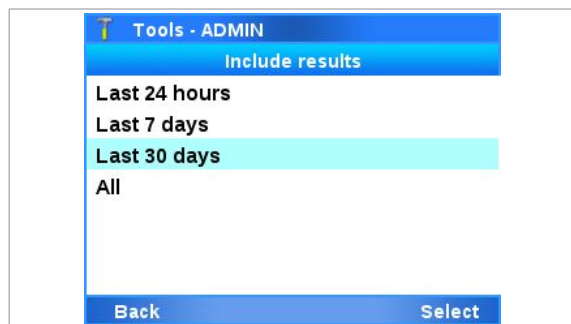 Tools - ADMIN
Include results
Last 24 hours
Last 7 days
Last 30 days
All
Back Select